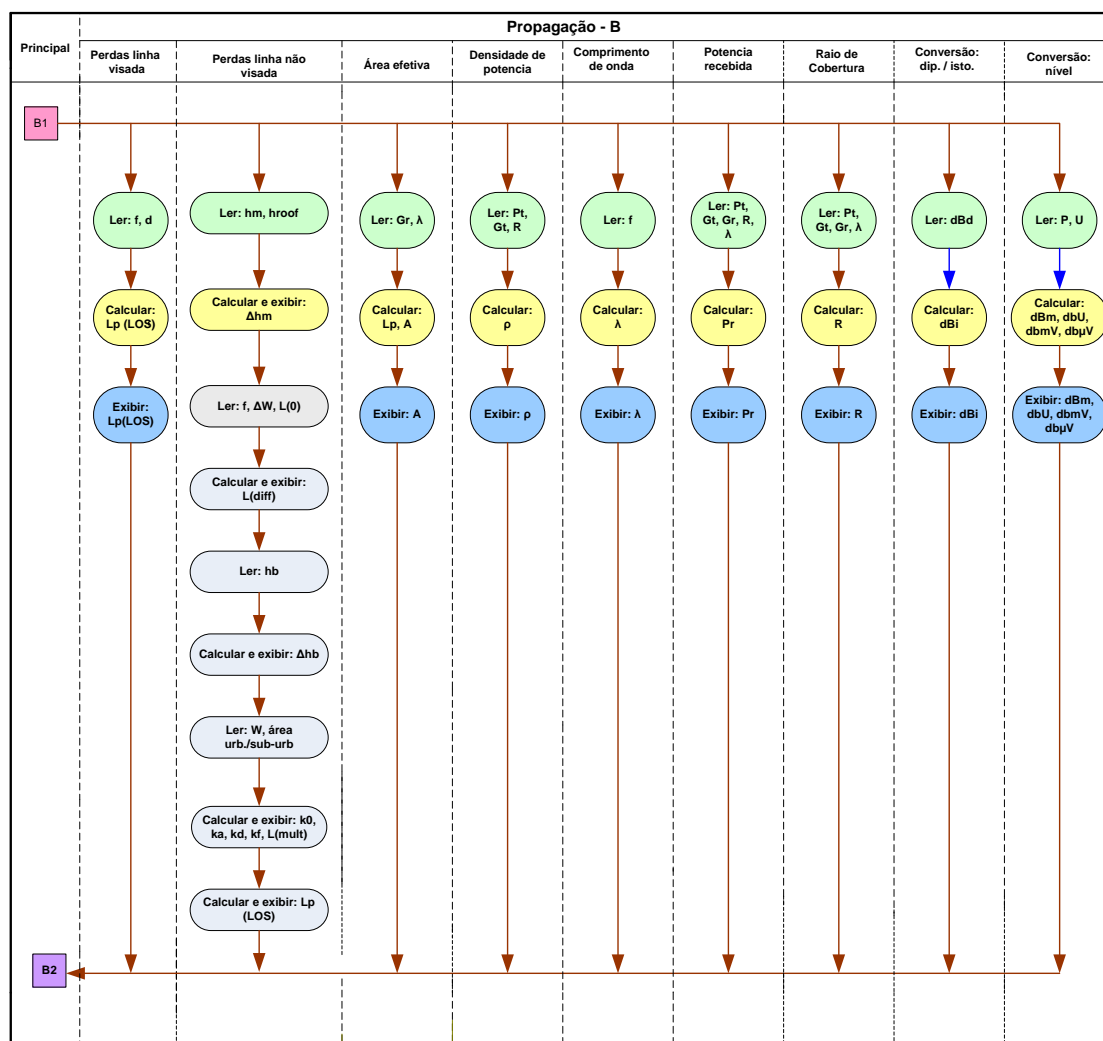 Propagação - B
Principal
Perdas linha
visada
Perdas linha não
visada
Área efetiva
Densidade de
potencia
Comprimento
de onda
Potencia
recebida
Raio de
Cobertura
Conversão:
dip. / isto.
Conversão:
nível
B1
Ler: f, d
Ler: hm, hroof
Ler: Gr, λ
Ler: Pt,
Gt, R
Ler: f
Ler: Pt,
Gt, Gr, R,
λ
Ler: Pt,
Gt, Gr, λ
Ler: dBd
Ler: P, U
Calcular:
Lp (LOS)
Calcular e exibir:
Δhm
Calcular:
Lp, A
Calcular:
ρ
Calcular:
λ
Calcular:
Pr
Calcular:
R
Calcular:
dBi
Calcular:
dBm, dbU,
dbmV, dbµV
Exibir:
Lp(LOS)
Ler: f, ΔW, L(0)
Exibir: A
Exibir: ρ
Exibir: λ
Exibir: Pr
Exibir: R
Exibir: dBi
Exibir: dBm,
dbU, dbmV,
dbµV
Calcular e exibir:
L(diff)
Ler: hb
Calcular e exibir: Δhb
Ler: W, área
urb./sub-urb
Calcular e exibir: k0,
ka, kd, kf, L(mult)
Calcular e exibir: Lp
(LOS)
B2